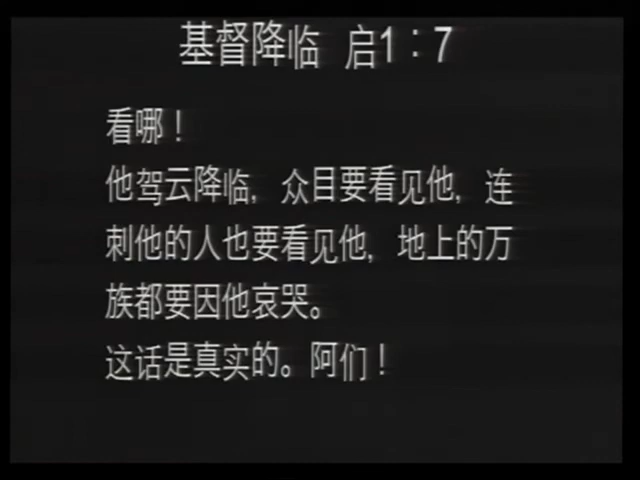 基督降临 启1：7
看哪！
他驾云降临，众目要看见他，连
刺他的人也要看见他，地上的万
族都要因他哀哭。
这话是真实的。阿们！